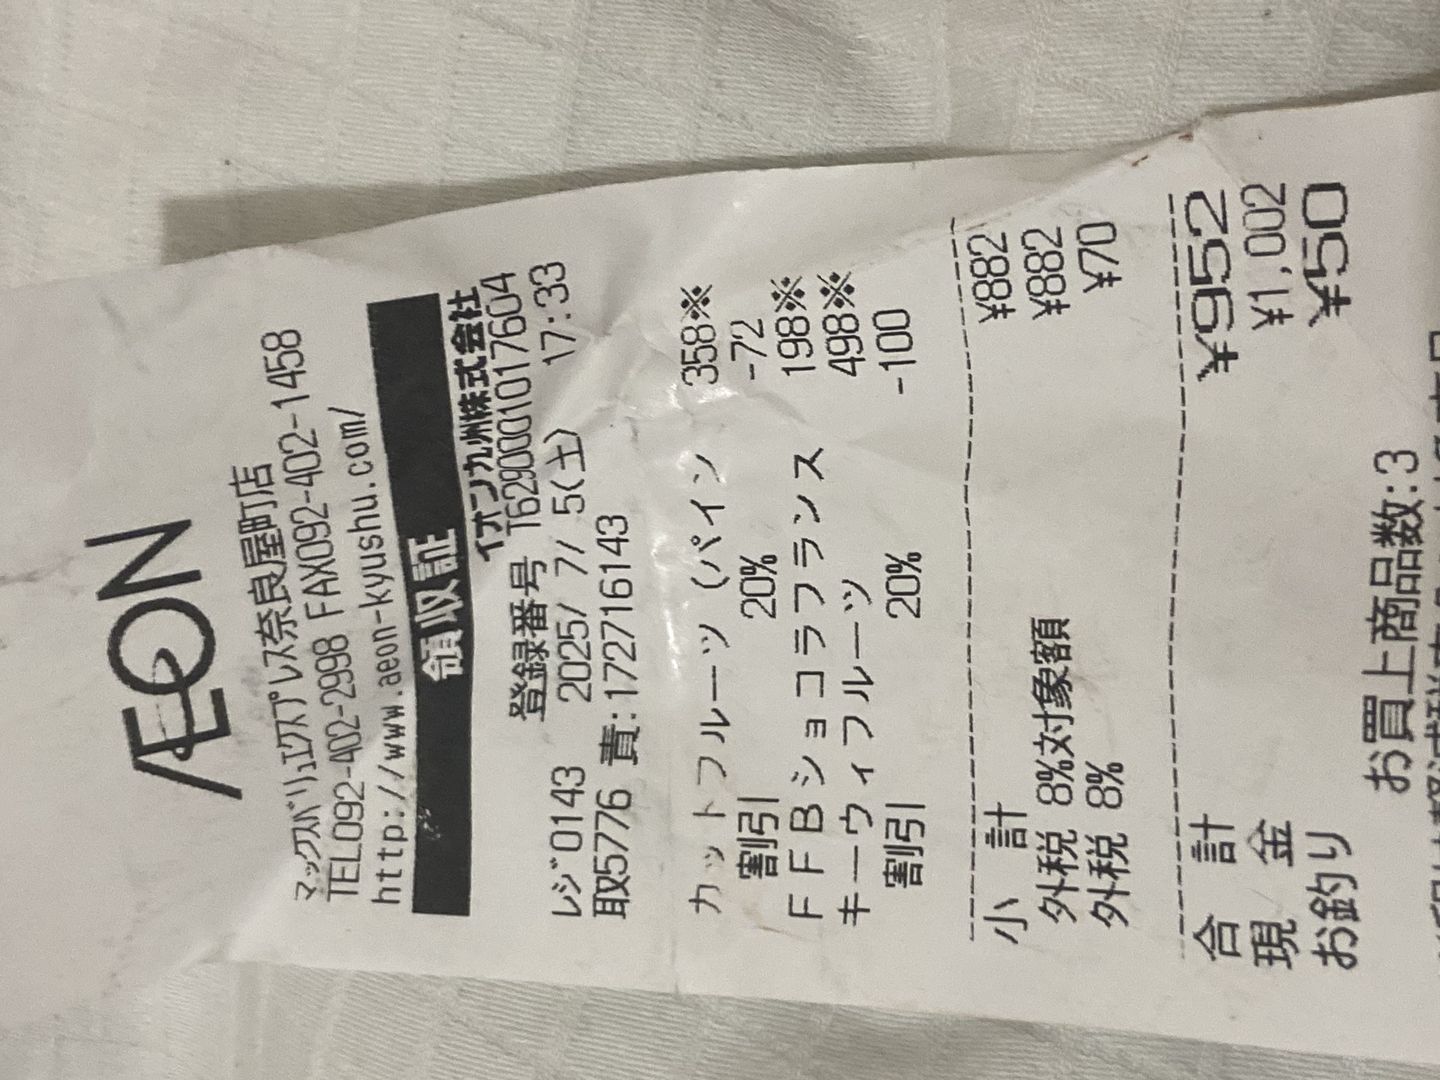 ÆON
マックスバリュエクスプレス奈良屋町店
TEL092-402-2998 FAX092-402-1458
http://www.aeon-kyushu.com/
領収証
イオン九州株式会社
登録番号 T6290001017604
レジ0143 2025/ 7/ 5(土) 17:33
取5776 責:172716143
カットフルーツ (パイン 358※
割引 20% -72
FFBショコラフランス 198※
キーウィフルーツ 498※
割引 20% -100
小 計 ¥882
外税 8%対象額 ¥882
外税 8% ¥70
合 計 ¥952
現 金 ¥1,002
お釣り ¥50
お買上商品数:3